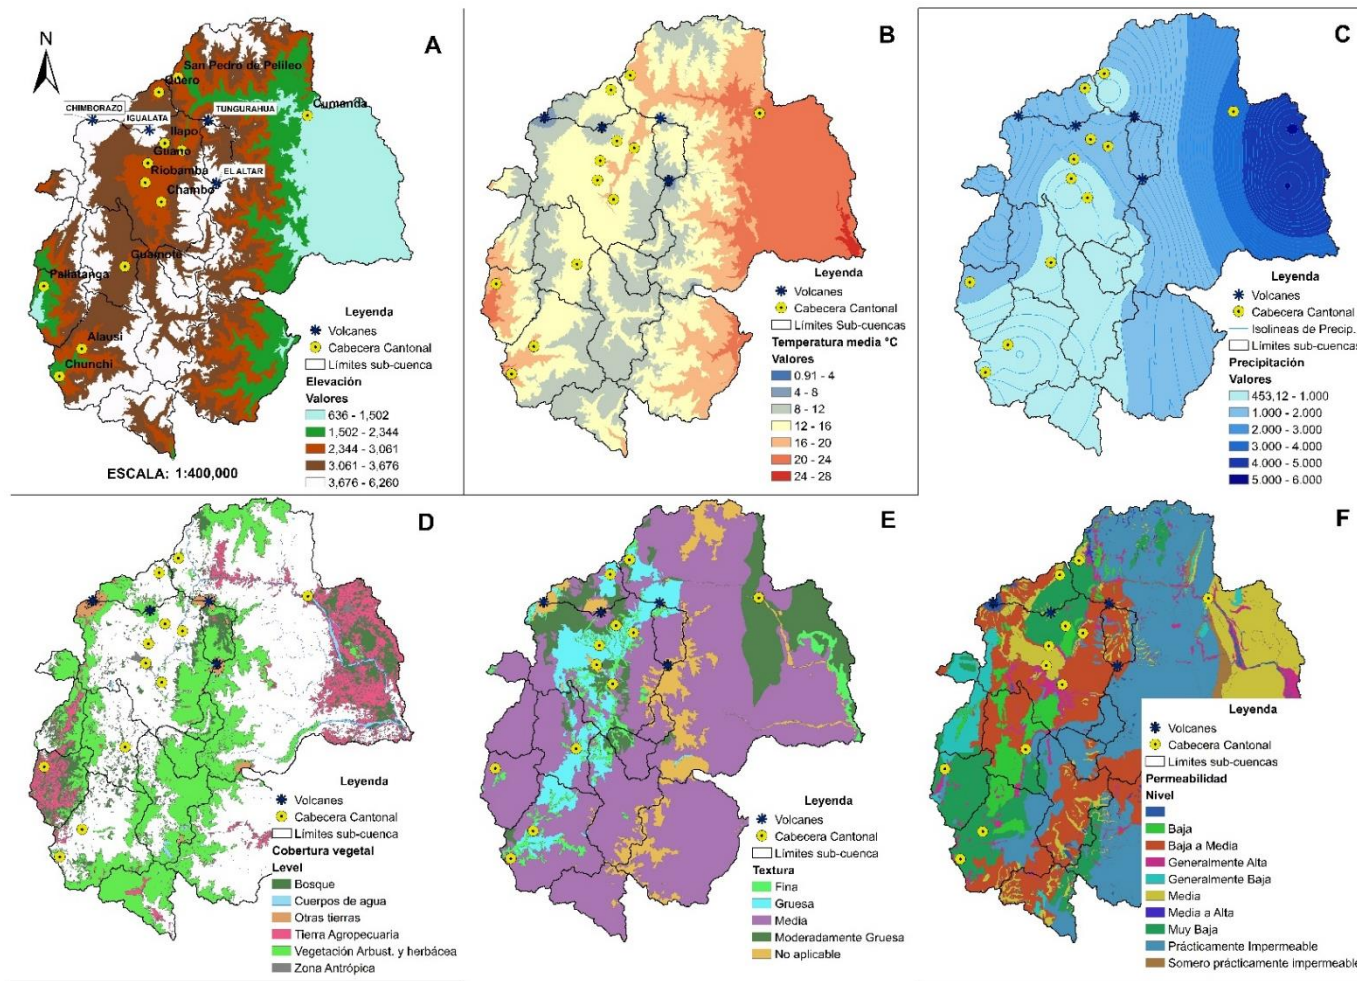 N
A
San Pedro de Pelileo
Quero
CHIMBORAZO
TUNGURAHUA
Cumanda
IGUALATA
Ilapo
Guano
Riobamba
EL ALTAR
Chambo
Guamote
Pallatanga
Alausi
Chunchi
Leyenda
Volcanes
Cabecera Cantonal
Límites sub-cuenca
Elevación
Valores
636 - 1,502
1,502 - 2,344
2,344 - 3,061
3.061 - 3,676
3,676 - 6,260
ESCALA: 1:400,000
B
Leyenda
Volcanes
Cabecera Cantonal
Límites Sub-cuencas
Temperatura media °C
Valores
0.91 - 4
4 - 8
8 - 12
12 - 16
16 - 20
20 - 24
24 - 28
C
Leyenda
Volcanes
Cabecera Cantonal
Isolineas de Precip.
Límites sub-cuencas
Precipitación
Valores
453,12 - 1.000
1.000 - 2.000
2.000 - 3.000
3.000 - 4.000
4.000 - 5.000
5.000 - 6.000
D
Leyenda
Volcanes
Cabecera Cantonal
Límites sub-cuenca
Cobertura vegetal
Level
Bosque
Cuerpos de agua
Otras tierras
Tierra Agropecuaria
Vegetación Arbust. y herbácea
Zona Antrópica
E
Leyenda
Volcanes
Cabecera Cantonal
Límites sub-cuenca
Textura
Fina
Gruesa
Media
Moderadamente Gruesa
No aplicable
F
Leyenda
Volcanes
Cabecera Cantonal
Límites sub-cuencas
Permeabilidad
Nivel
Baja
Baja a Media
Generalmente Alta
Generalmente Baja
Media
Media a Alta
Muy Baja
Prácticamente Impermeable
Somero prácticamente impermeable